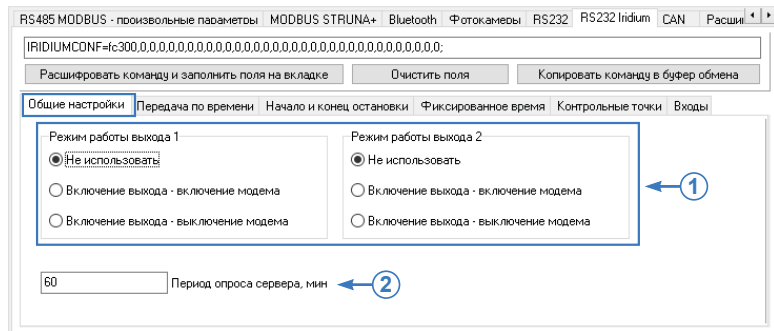 RS485 MODBUS - произвольные параметры MODBUS STRUNA+ Bluetooth Фотокамеры RS232 RS232 Iridium CAN
IRIDIUMCONF=fc300,0,0,0,0,0,0,0,0,0,0,0,0,0,0,0,0,0,0,0,0,0,0,0,0,0,0,0,0,0,0,0,0,0,0;
Расшифровать команду и заполнить поля на вкладке Очистить поля Копировать команду в буфер обмена
Общие настройки Передача по времени Начало и конец остановки Фиксированное время Контрольные точки Входы
Режим работы выхода 1 Режим работы выхода 2
Не использовать Не использовать
Включение выхода - включение модема Включение выхода - включение модема
Включение выхода - выключение модема Включение выхода - выключение модема
1
60 Период опроса сервера, мин 2